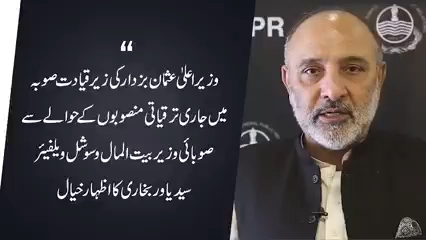 “
وزیراعلیٰ عثمان بزدار کی زیر قیادت صوبہ
میں جاری ترقیاتی منصوبوں کے حوالے سے
صوبائی وزیر بیت المال و سوشل ویلفیئر
سید یاور بخاری کا اظہار خیال
PR